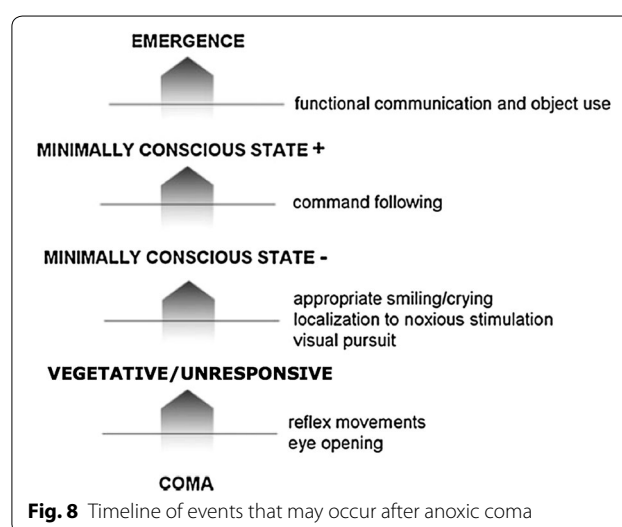 EMERGENCE
functional communication and object use
MINIMALLY CONSCIOUS STATE +
command following
MINIMALLY CONSCIOUS STATE -
appropriate smiling/crying
localization to noxious stimulation
visual pursuit
VEGETATIVE/UNRESPONSIVE
reflex movements
eye opening
COMA
Fig. 8 Timeline of events that may occur after anoxic coma